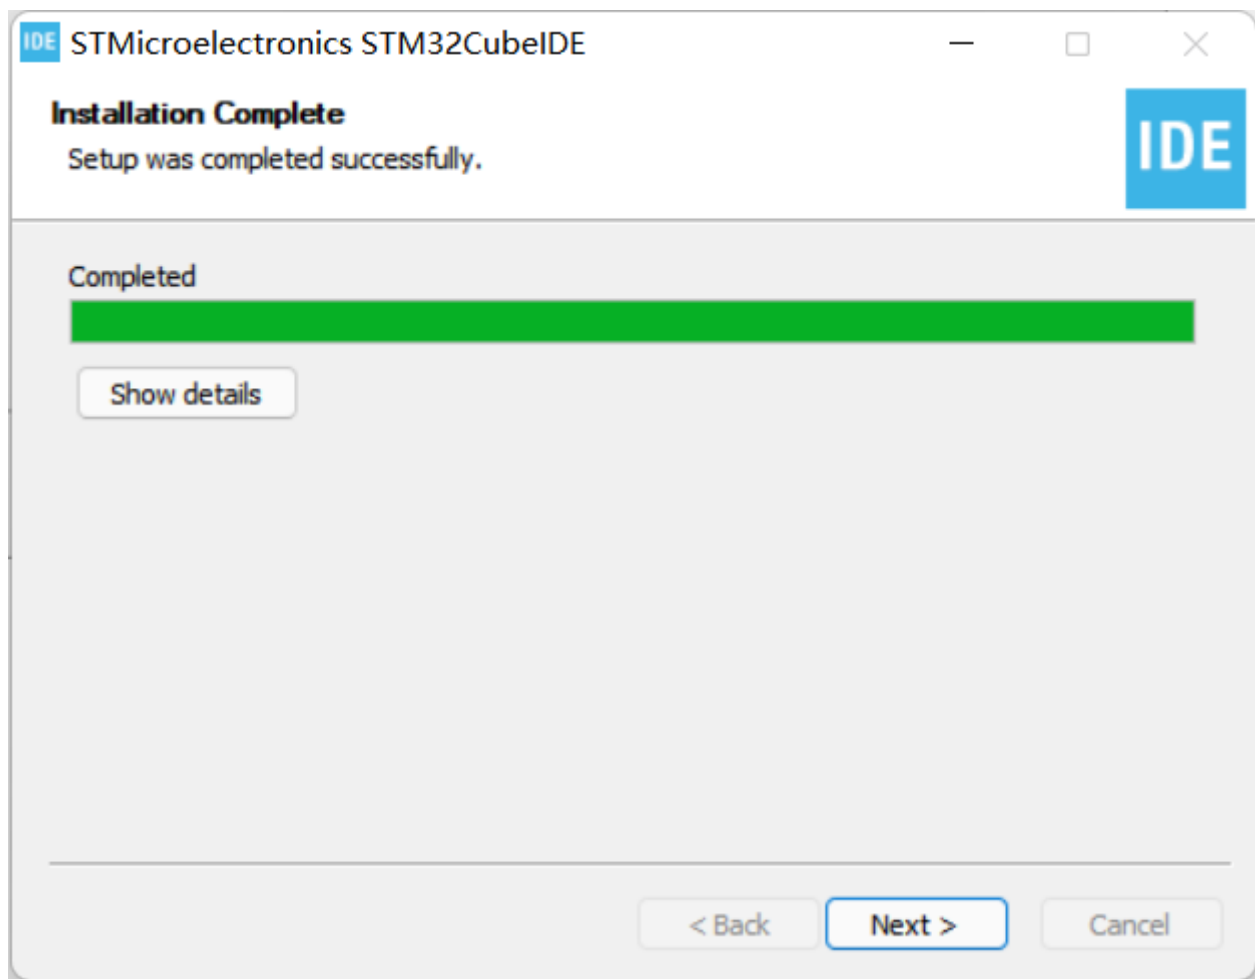 IDE STMicroelectronics STM32CubeIDE
Installation Complete
Setup was completed successfully.
IDE
Completed
Show details
< Back Next > Cancel